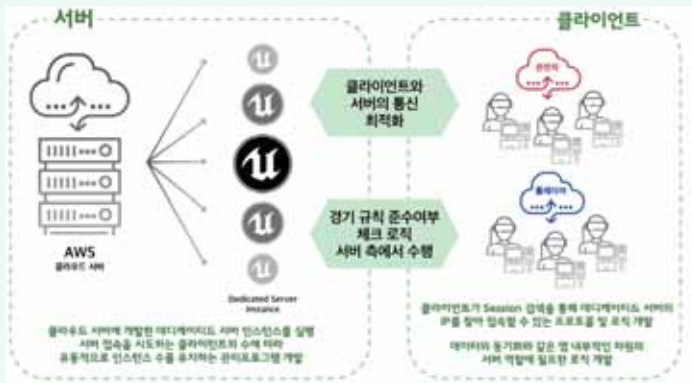 서버
클라이언트
AWS
클라우드 서버
Dedicated Server
Instance
클라우드 서버에 개발한 데디케이티드 서버 인스턴스를 실행
서버 접속을 시도하는 클라이언트의 수에 따라
유동적으로 인스턴스 수를 유지하는 관리프로그램 개발
클라이언트와
서버의 통신
최적화
경기 규칙 준수여부
체크 로직
서버 측에서 수행
관전자
플레이어
클라이언트가 Session 검색을 통해 데디케이티드 서버의
IP를 찾아 접속할 수 있는 프로토콜 및 로직 개발
데이터의 동기화와 같은 앱 내부적인 차원의
서버 역할에 필요한 로직 개발